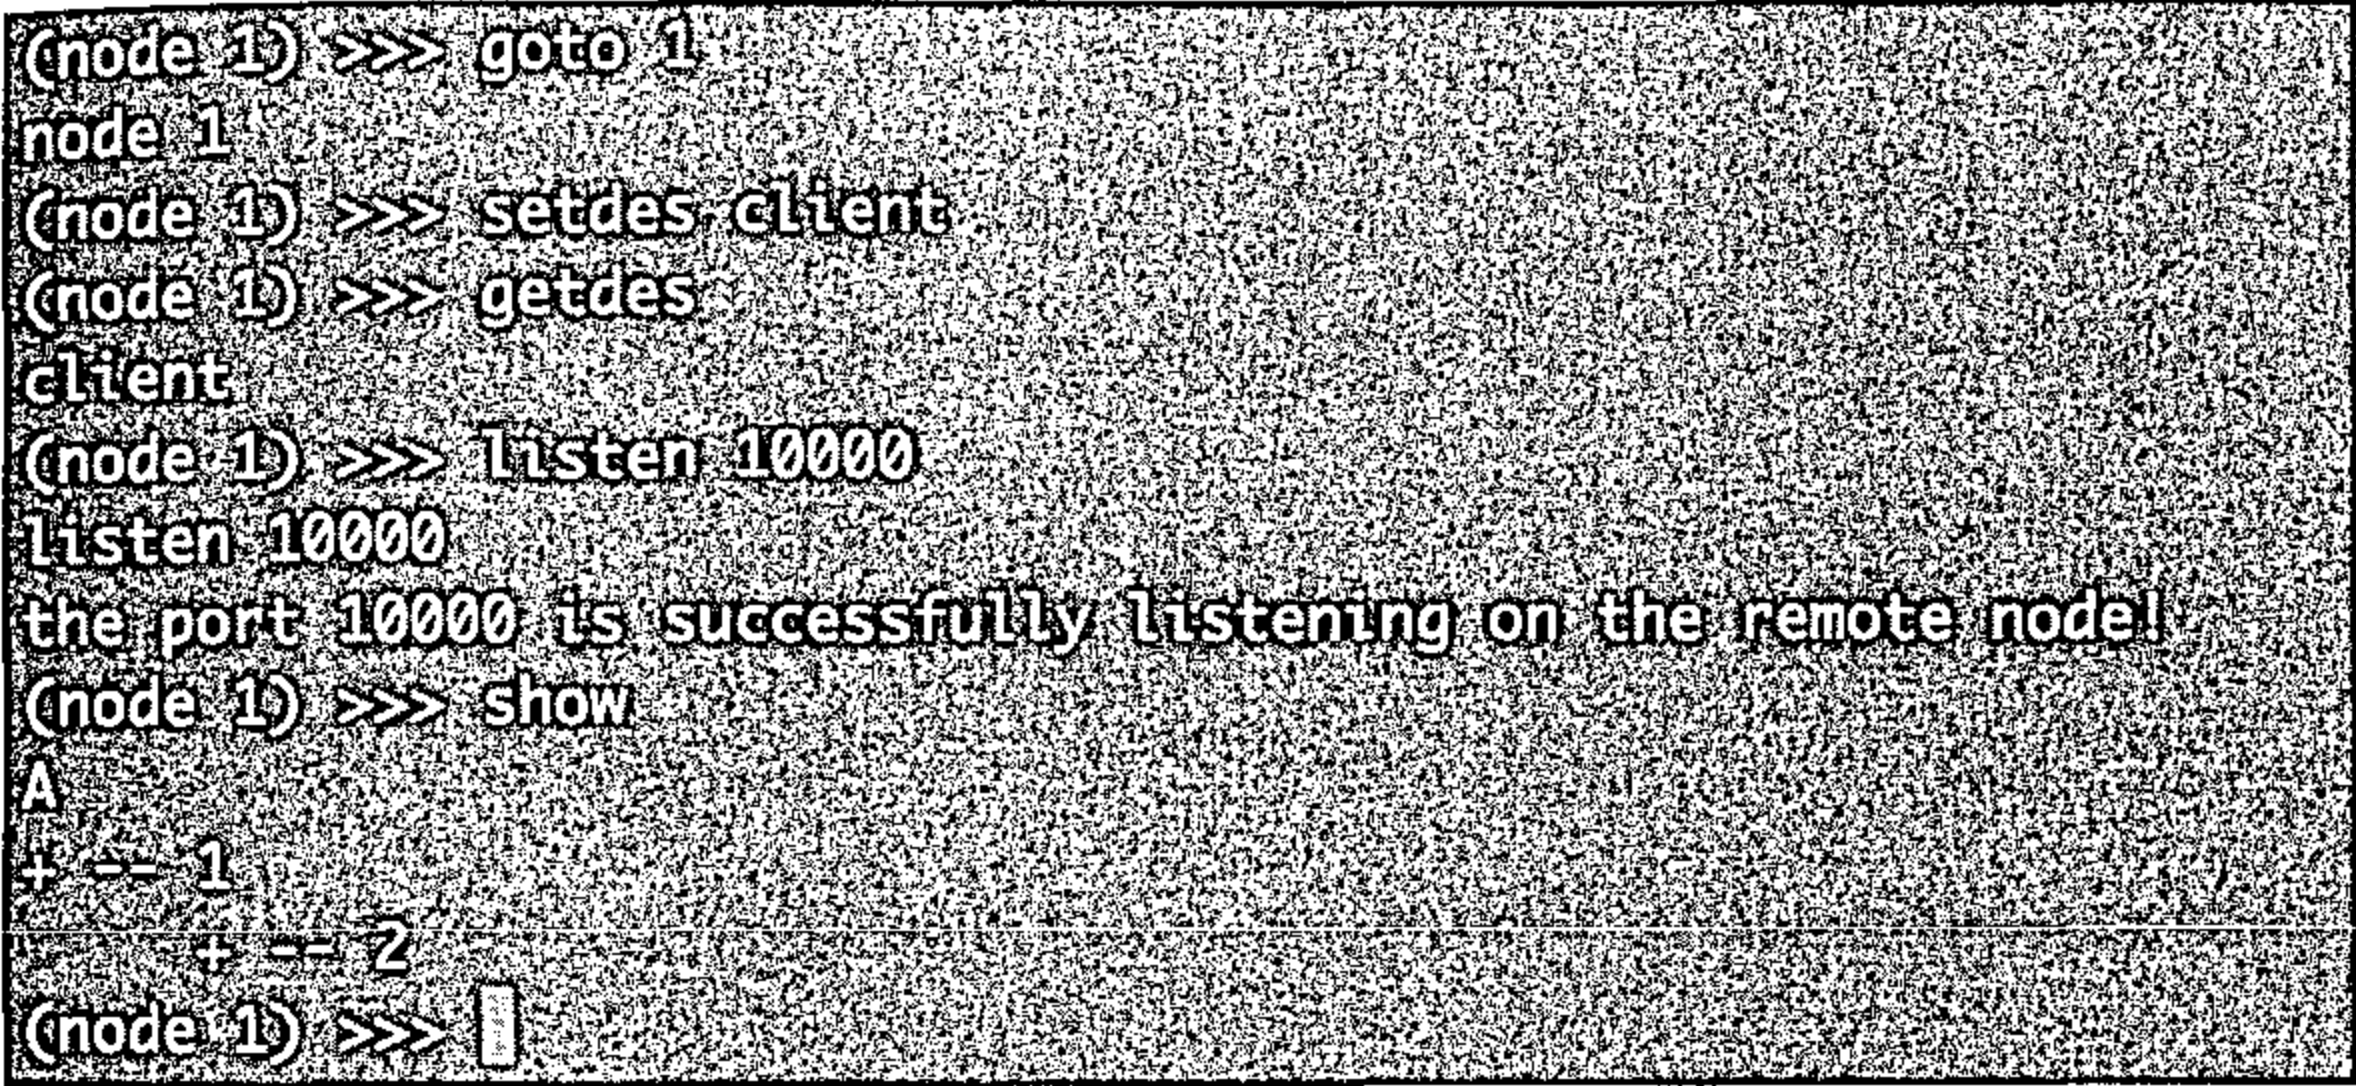 (node 1) >>> goto 1
node 1
(node 1) >>> setdes client
(node 1) >>> getdes
client
(node 1) >>> listen 10000
listen 10000
the port 10000 is successfully listening on the remote node!
(node 1) >>> show
A
+ -- 1
     + -- 2
(node 1) >>>